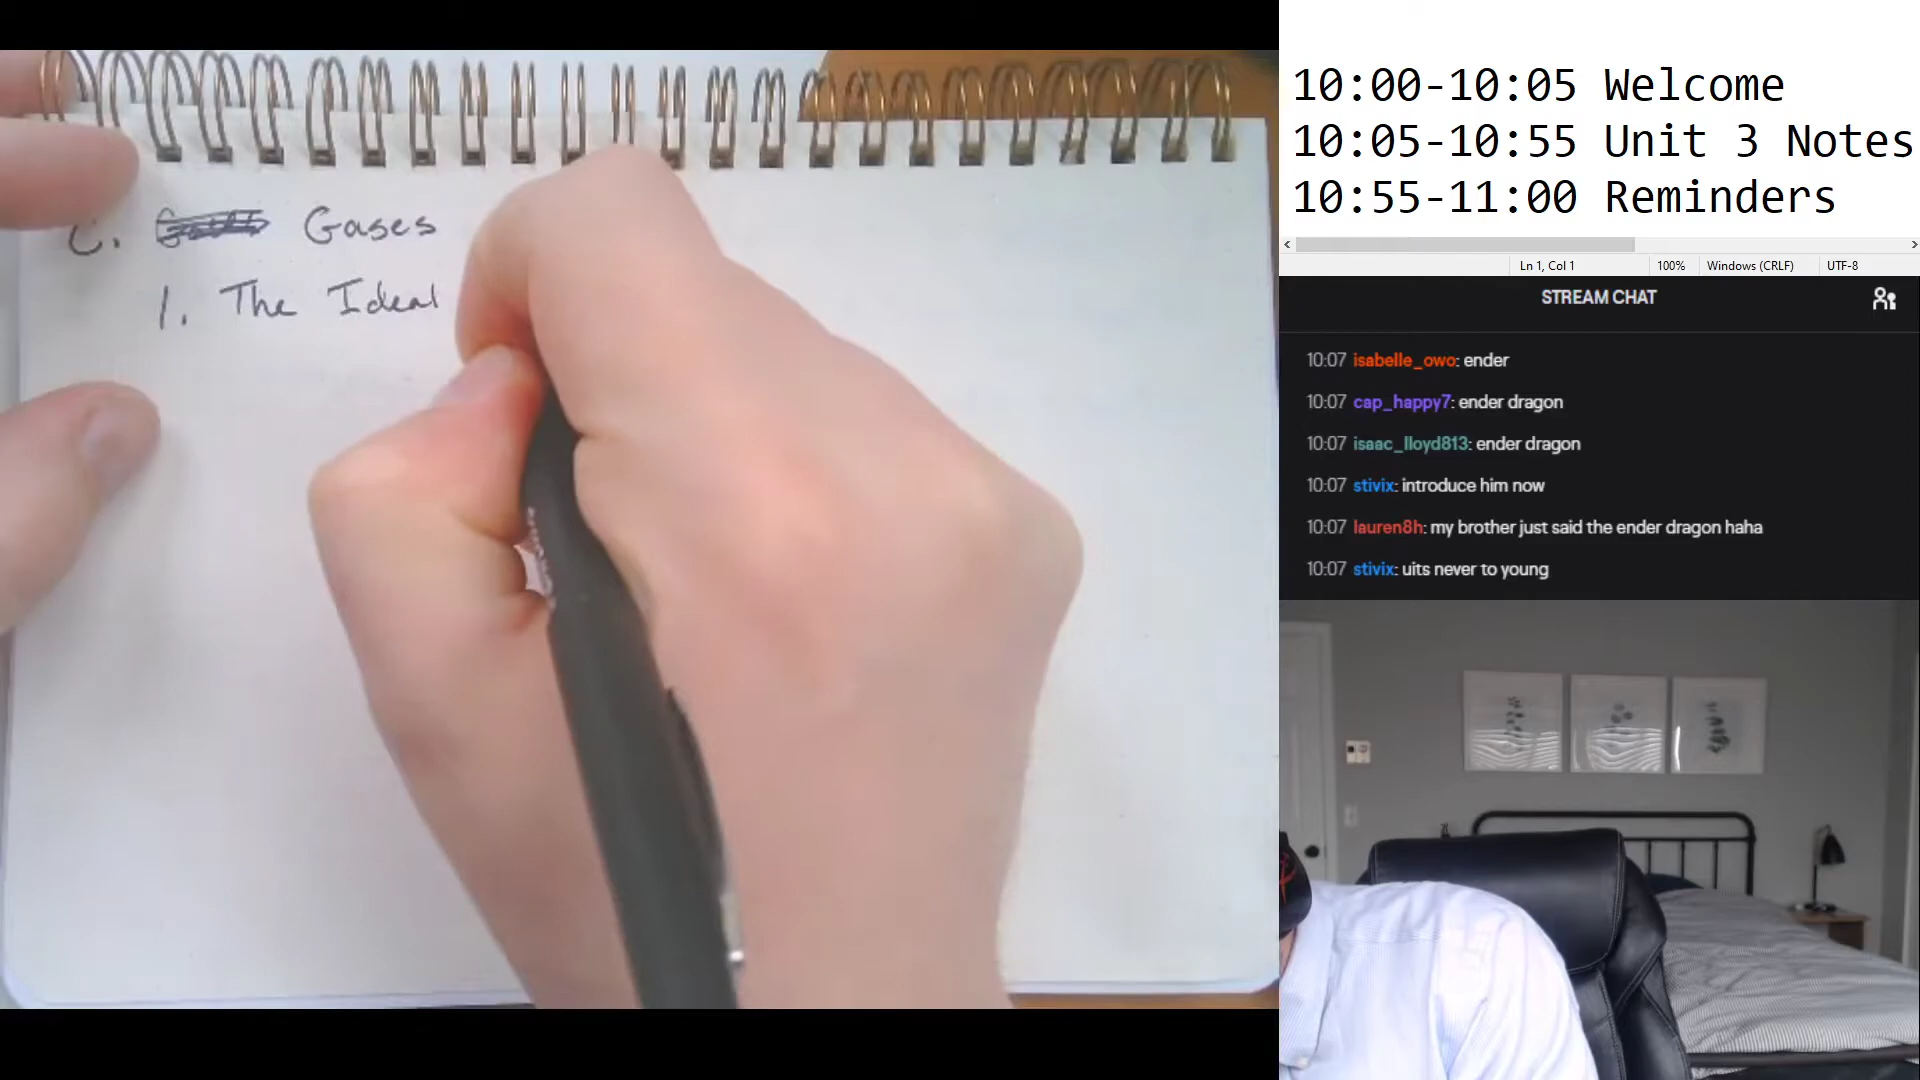 C. Gases
1. The Ideal
10:00-10:05 Welcome
10:05-10:55 Unit 3 Notes
10:55-11:00 Reminders
Ln 1, Col 1 100% Windows (CRLF) UTF-8
STREAM CHAT
10:07 isabelle_owo: ender
10:07 cap_happy7: ender dragon
10:07 isaac_lloyd813: ender dragon
10:07 stivix: introduce him now
10:07 lauren8h: my brother just said the ender dragon haha
10:07 stivix: uits never to young